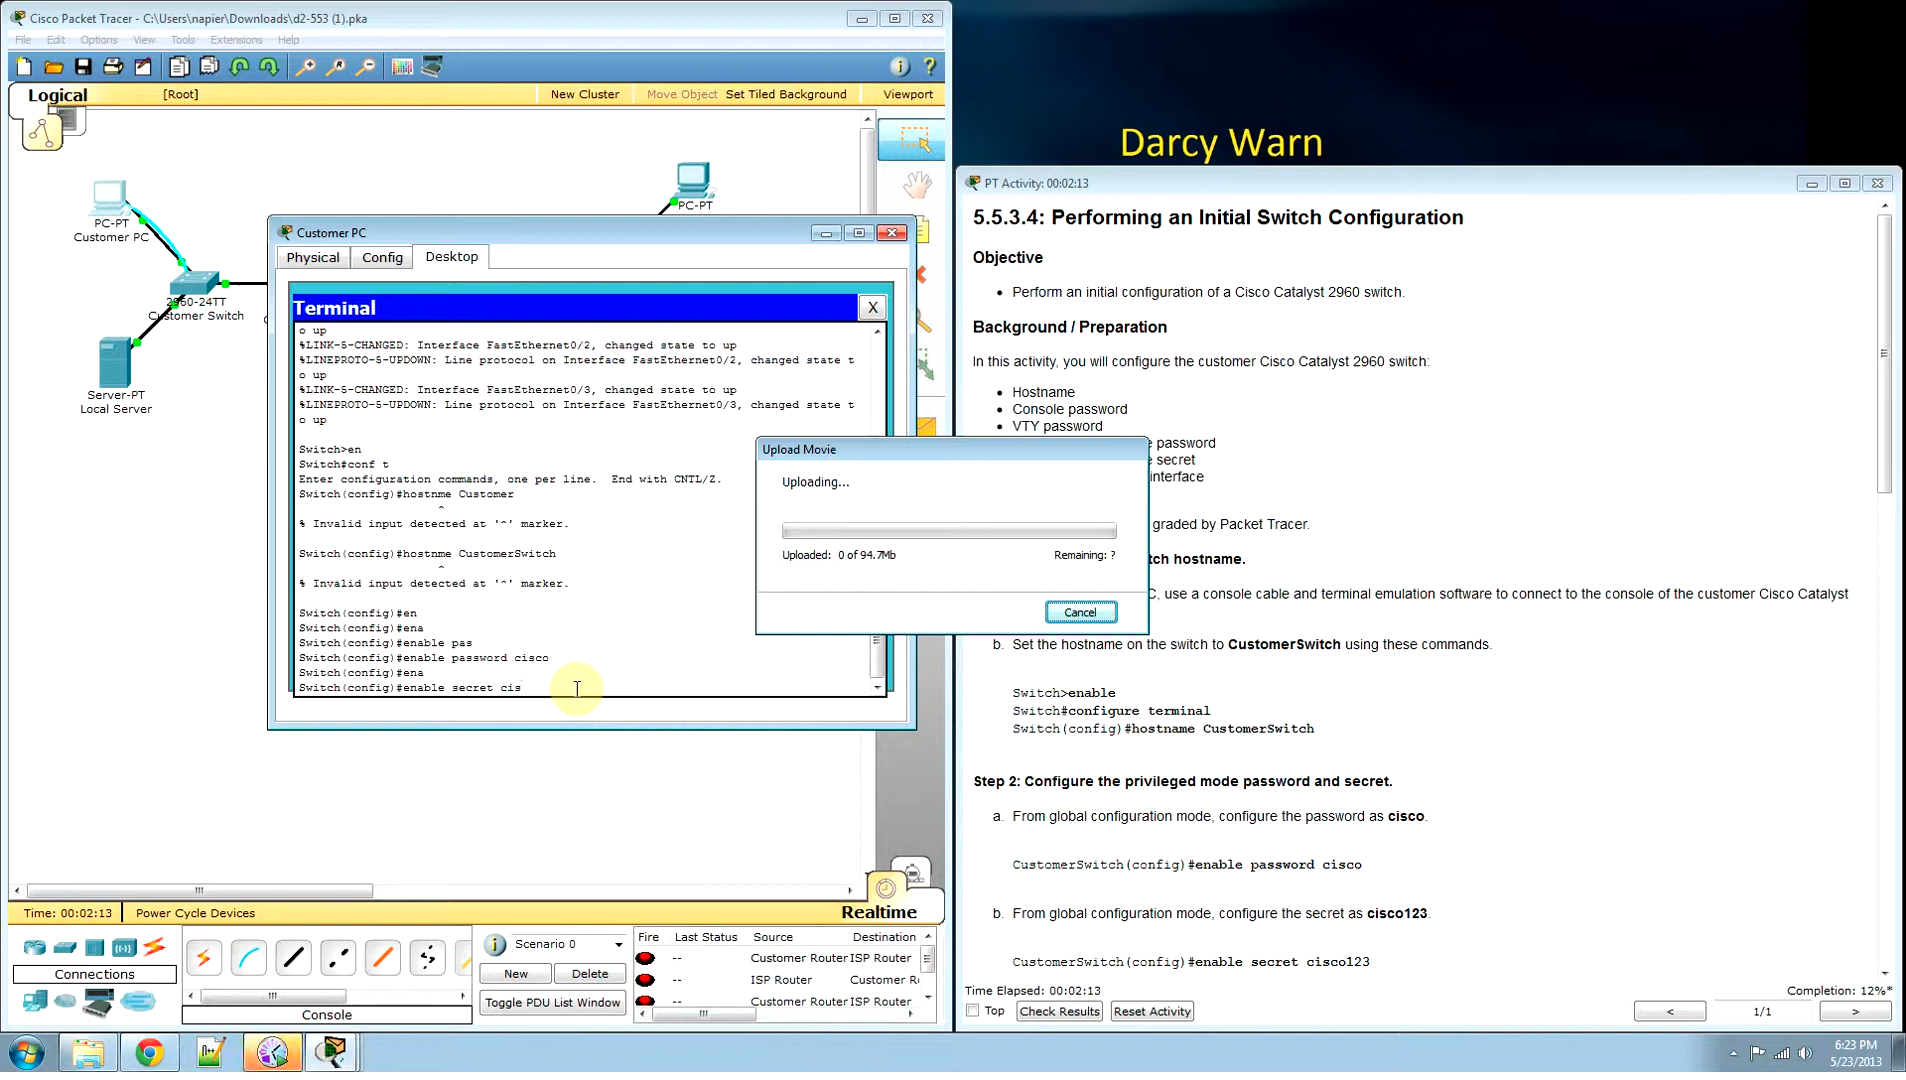 Cisco Packet Tracer - C:\Users\napier\Downloads\d2-553 (1).pka
File Edit Options View Tools Extensions Help
Logical [Root] New Cluster Move Object Set Tiled Background Viewport
PC-PT
Customer PC
2960-24TT
Customer Switch
Server-PT
Local Server
PC-PT
Customer PC
Physical Config Desktop
Terminal X
o up
%LINK-5-CHANGED: Interface FastEthernet0/2, changed state to up
%LINEPROTO-5-UPDOWN: Line protocol on Interface FastEthernet0/2, changed state t
o up
%LINK-5-CHANGED: Interface FastEthernet0/3, changed state to up
%LINEPROTO-5-UPDOWN: Line protocol on Interface FastEthernet0/3, changed state t
o up
Switch>en
Switch#conf t
Enter configuration commands, one per line.  End with CNTL/Z.
Switch(config)#hostnme Customer
^
% Invalid input detected at '^' marker.
Switch(config)#hostnme CustomerSwitch
^
% Invalid input detected at '^' marker.
Switch(config)#en
Switch(config)#ena
Switch(config)#enable pas
Switch(config)#enable password cisco
Switch(config)#ena
Switch(config)#enable secret cis
Upload Movie
Uploading...
Uploaded: 0 of 94.7Mb Remaining: ?
Cancel
Time: 00:02:13 Power Cycle Devices Realtime
Connections
Console
Scenario 0
New Delete
Toggle PDU List Window
Fire Last Status Source Destination
-- Customer Router ISP Router
-- ISP Router Customer R
-- Customer Router ISP Router
Darcy Warn
PT Activity: 00:02:13
5.5.3.4: Performing an Initial Switch Configuration
Objective
• Perform an initial configuration of a Cisco Catalyst 2960 switch.
Background / Preparation
In this activity, you will configure the customer Cisco Catalyst 2960 switch:
• Hostname
• Console password
• VTY password
e password
e secret
interface
graded by Packet Tracer.
tch hostname.
C, use a console cable and terminal emulation software to connect to the console of the customer Cisco Catalyst
b. Set the hostname on the switch to CustomerSwitch using these commands.
Switch>enable
Switch#configure terminal
Switch(config)#hostname CustomerSwitch
Step 2: Configure the privileged mode password and secret.
a. From global configuration mode, configure the password as cisco.
CustomerSwitch(config)#enable password cisco
b. From global configuration mode, configure the secret as cisco123.
CustomerSwitch(config)#enable secret cisco123
Time Elapsed: 00:02:13 Completion: 12%*
Top Check Results Reset Activity < 1/1 >
6:23 PM
5/23/2013